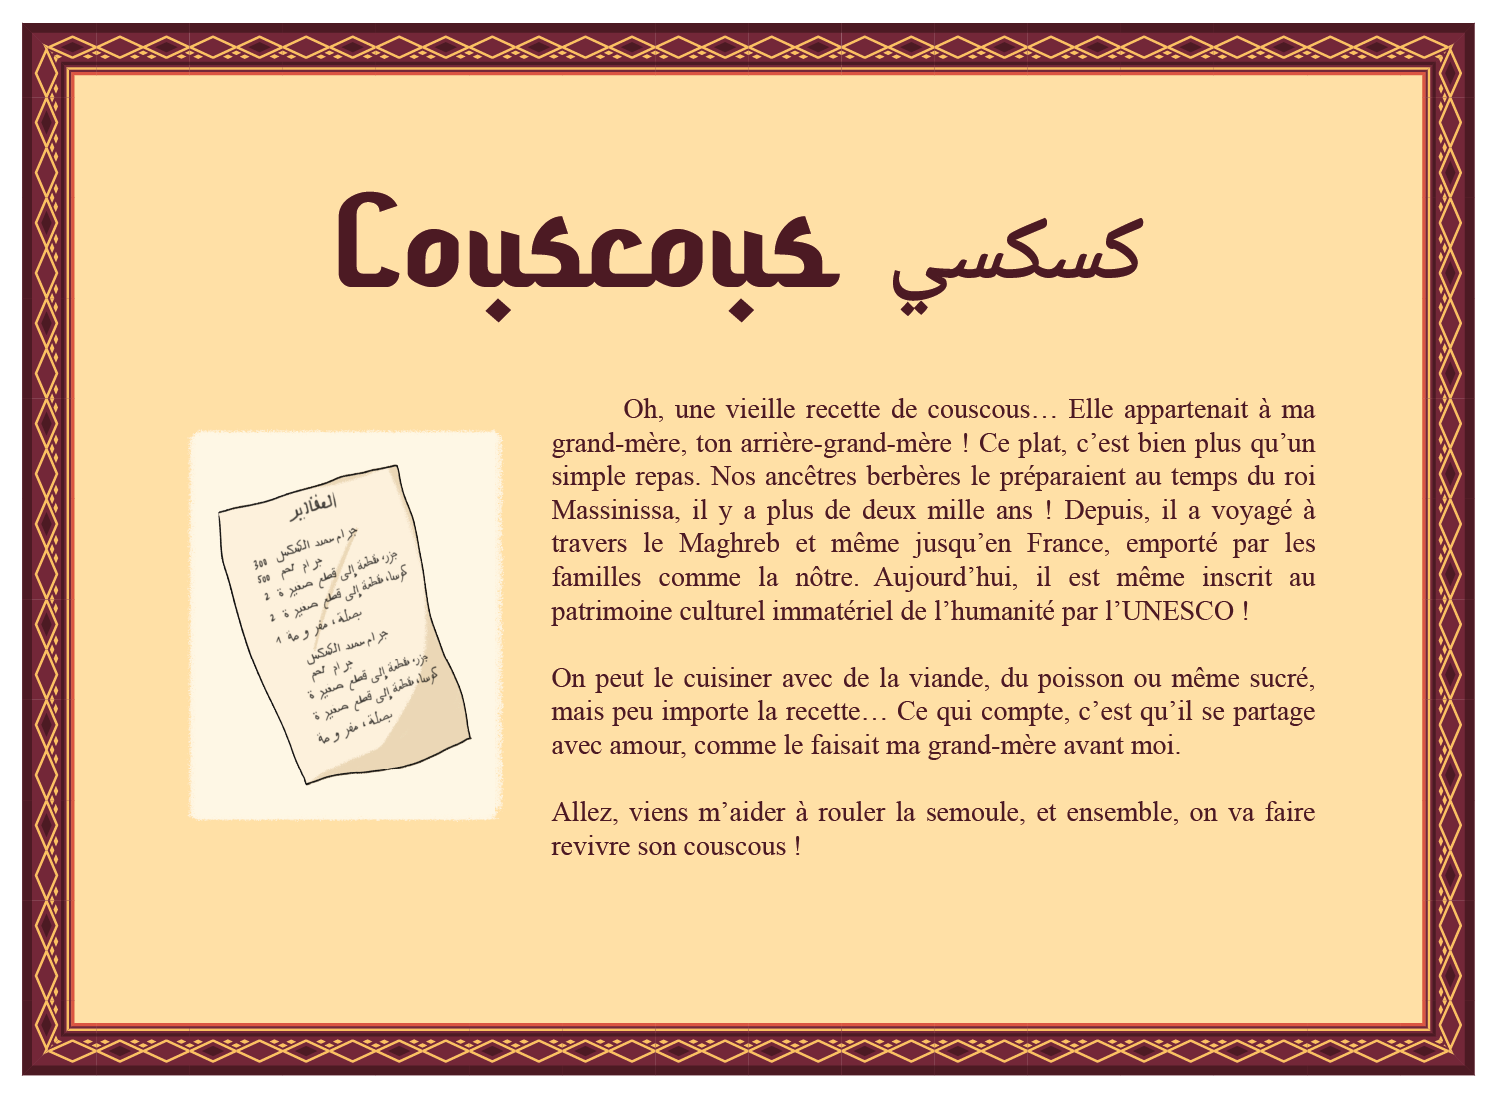 Couscous كسكسي
المقادير
300 جرام سميد الكسكس
500 جرام لحم
2 جزر، قطعة إلى قطع صغيرة
2 كوسا، قطعة إلى قطع صغيرة
1 بصلة، مفرومة
جرام سميد الكسكس
جرام لحم
جزر، قطعة إلى قطع صغيرة
كوسا، قطعة إلى قطع صغيرة
بصلة، مفرومة
Oh, une vieille recette de couscous… Elle appartenait à ma
grand-mère, ton arrière-grand-mère ! Ce plat, c’est bien plus qu’un
simple repas. Nos ancêtres berbères le préparaient au temps du roi
Massinissa, il y a plus de deux mille ans ! Depuis, il a voyagé à
travers le Maghreb et même jusqu’en France, emporté par les
familles comme la nôtre. Aujourd’hui, il est même inscrit au
patrimoine culturel immatériel de l’humanité par l’UNESCO !
On peut le cuisiner avec de la viande, du poisson ou même sucré,
mais peu importe la recette… Ce qui compte, c’est qu’il se partage
avec amour, comme le faisait ma grand-mère avant moi.
Allez, viens m’aider à rouler la semoule, et ensemble, on va faire
revivre son couscous !